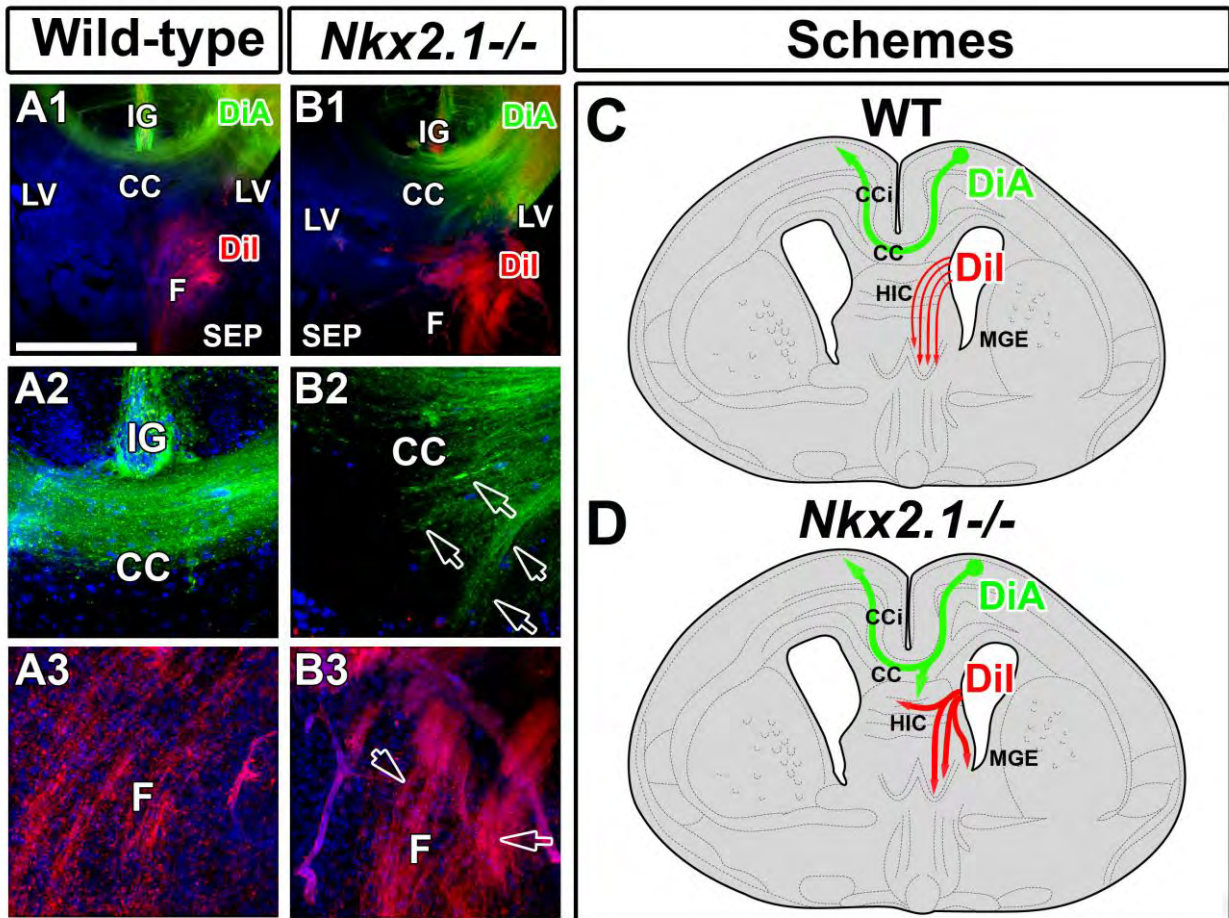 Wild-type
Nkx2.1-/-
Schemes
A1
IG
DiA
CC
LV
LV
DiI
F
SEP
B1
IG
DiA
CC
LV
LV
DiI
F
SEP
A2
IG
CC
B2
CC
A3
F
B3
F
C
WT
DiA
CCi
CC
DiI
HIC
MGE
D
Nkx2.1-/-
DiA
CCi
CC
DiI
HIC
MGE